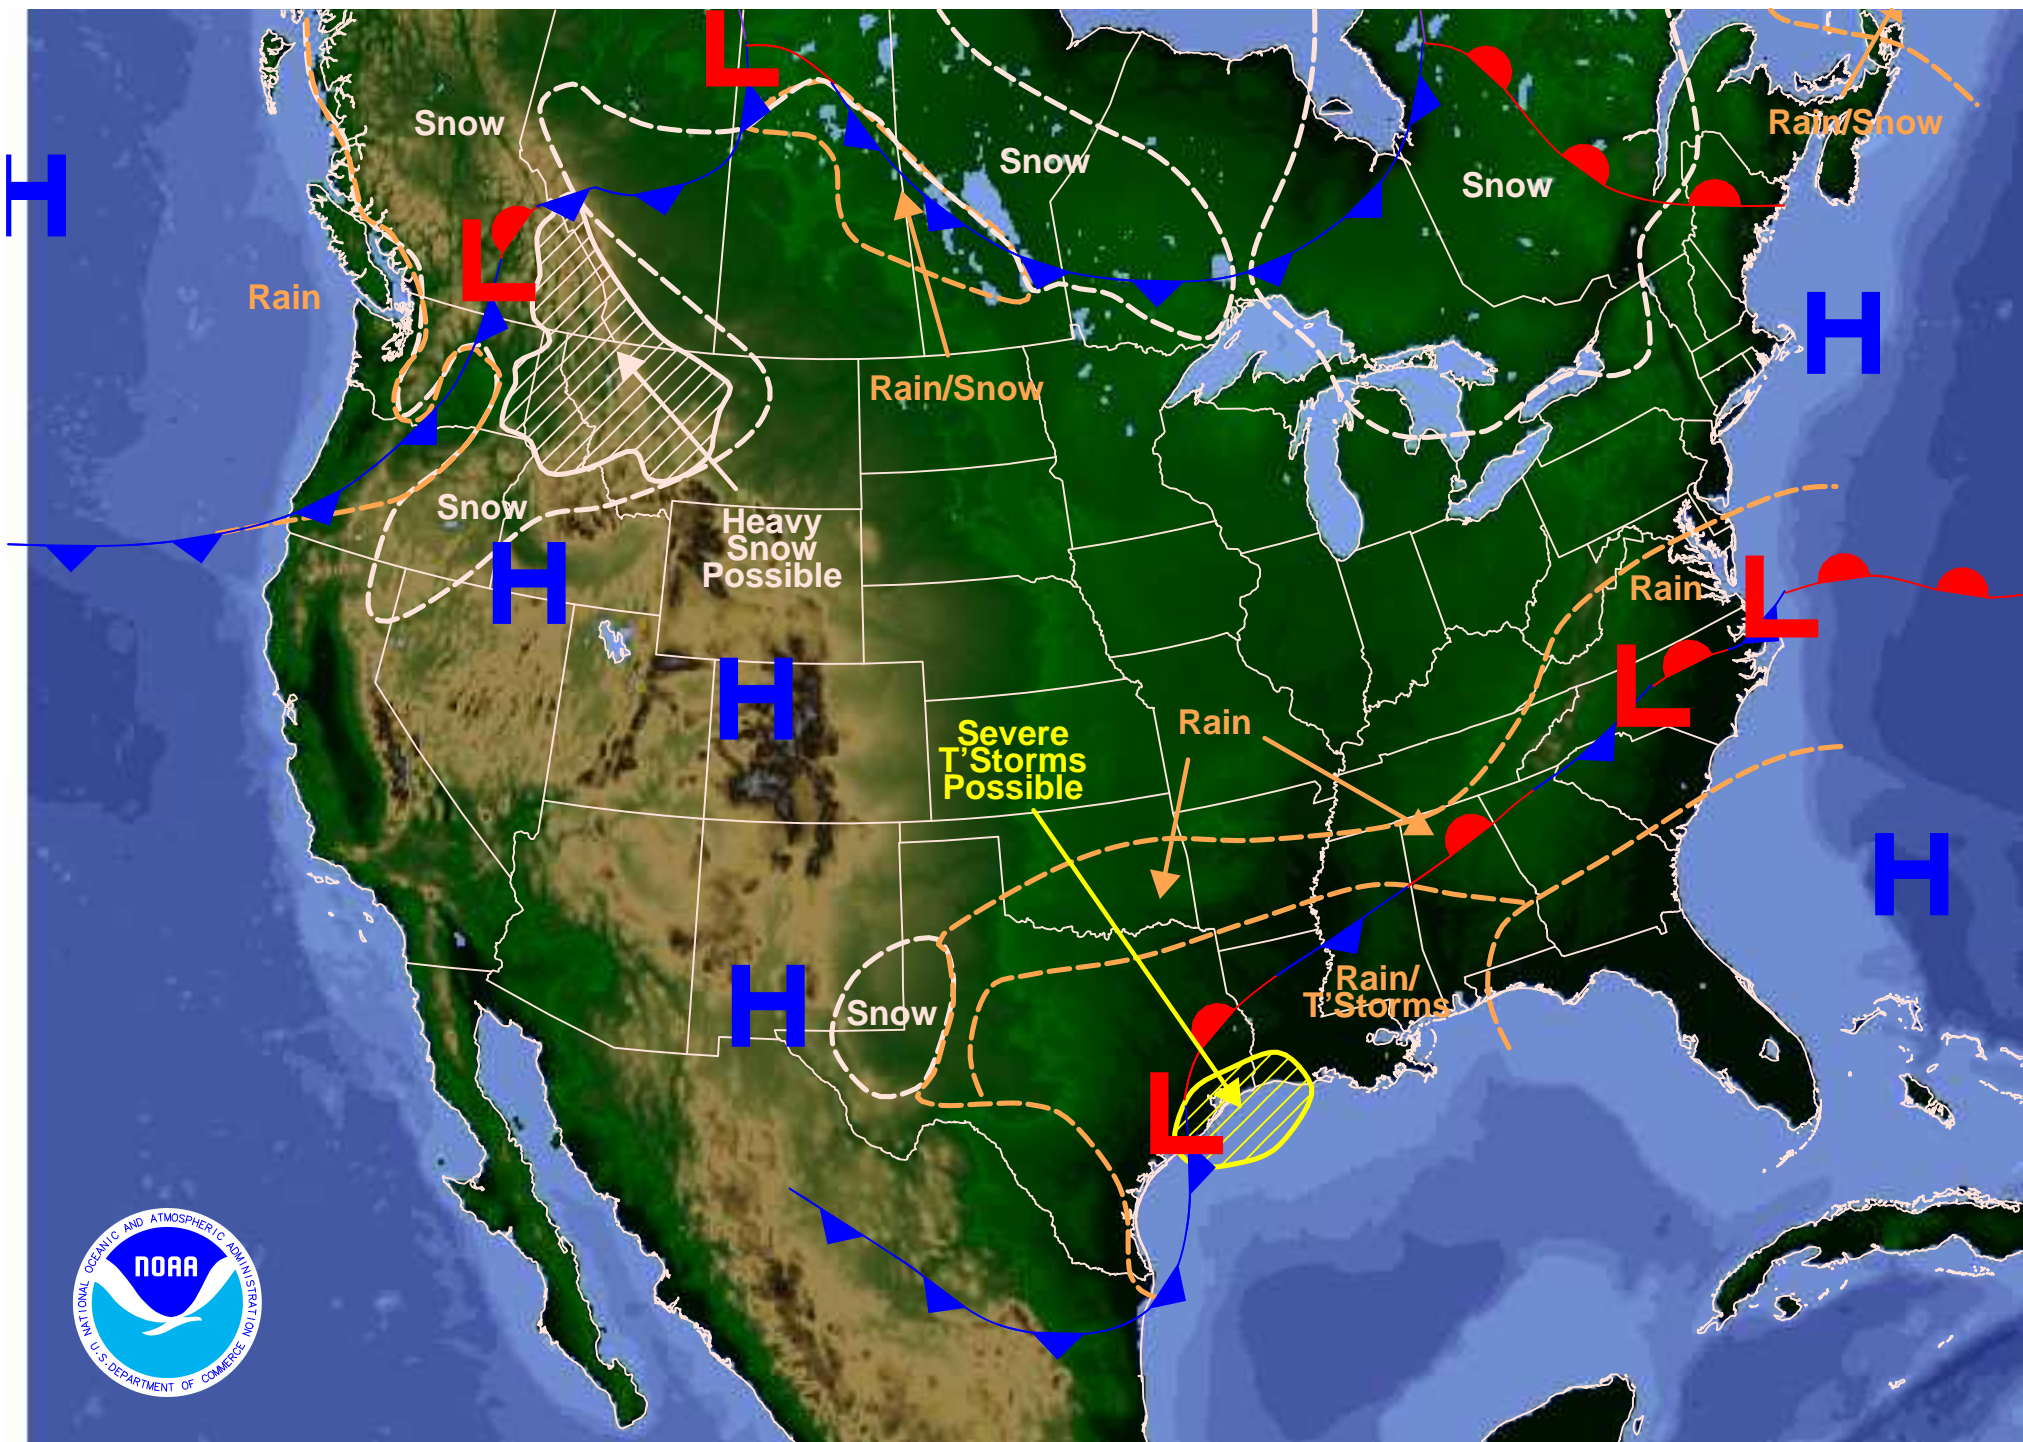 L
Snow
Rain/Snow
Snow
Snow
H
L
Rain
H
Rain/Snow
Snow
Heavy
Snow
Possible
H
Rain
L
L
H
Severe
T'Storms
Possible
Rain
H
H
Snow
Rain/
T'Storms
L
NATIONAL OCEANIC AND ATMOSPHERIC ADMINISTRATION
NOAA
U.S. DEPARTMENT OF COMMERCE